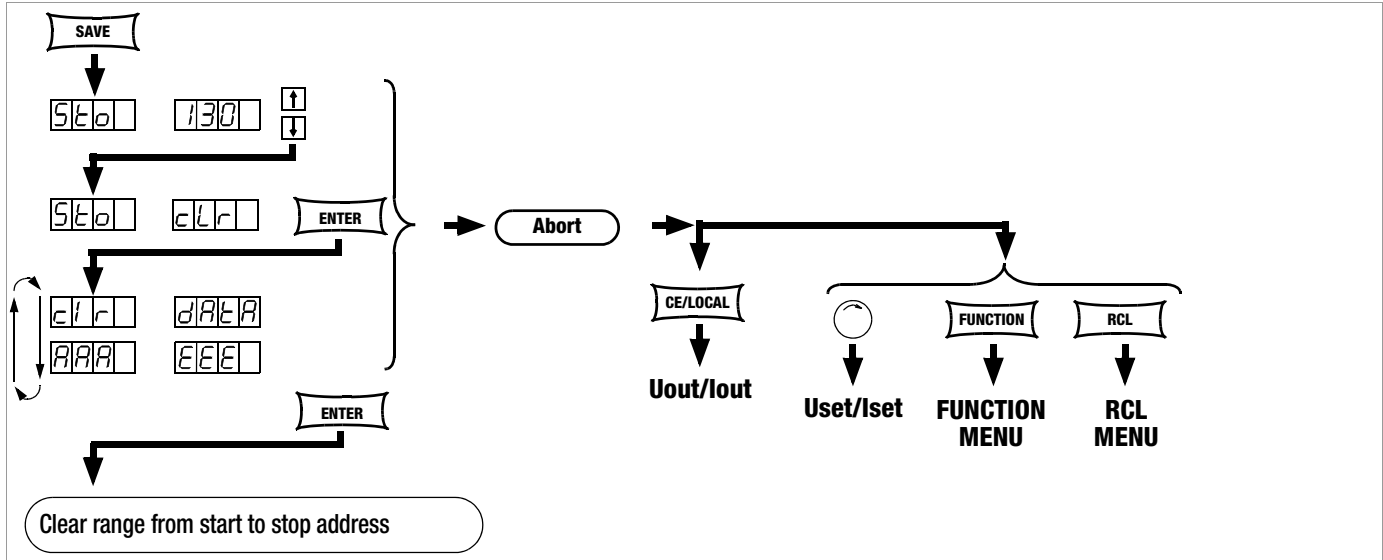 SAVE
Sto 130 ↑
↓
Sto cLr ENTER
Abort
clr dAtA
CE/LOCAL FUNCTION RCL
AAA EEE
Uout/Iout
Uset/Iset FUNCTION MENU RCL MENU
ENTER
Clear range from start to stop address